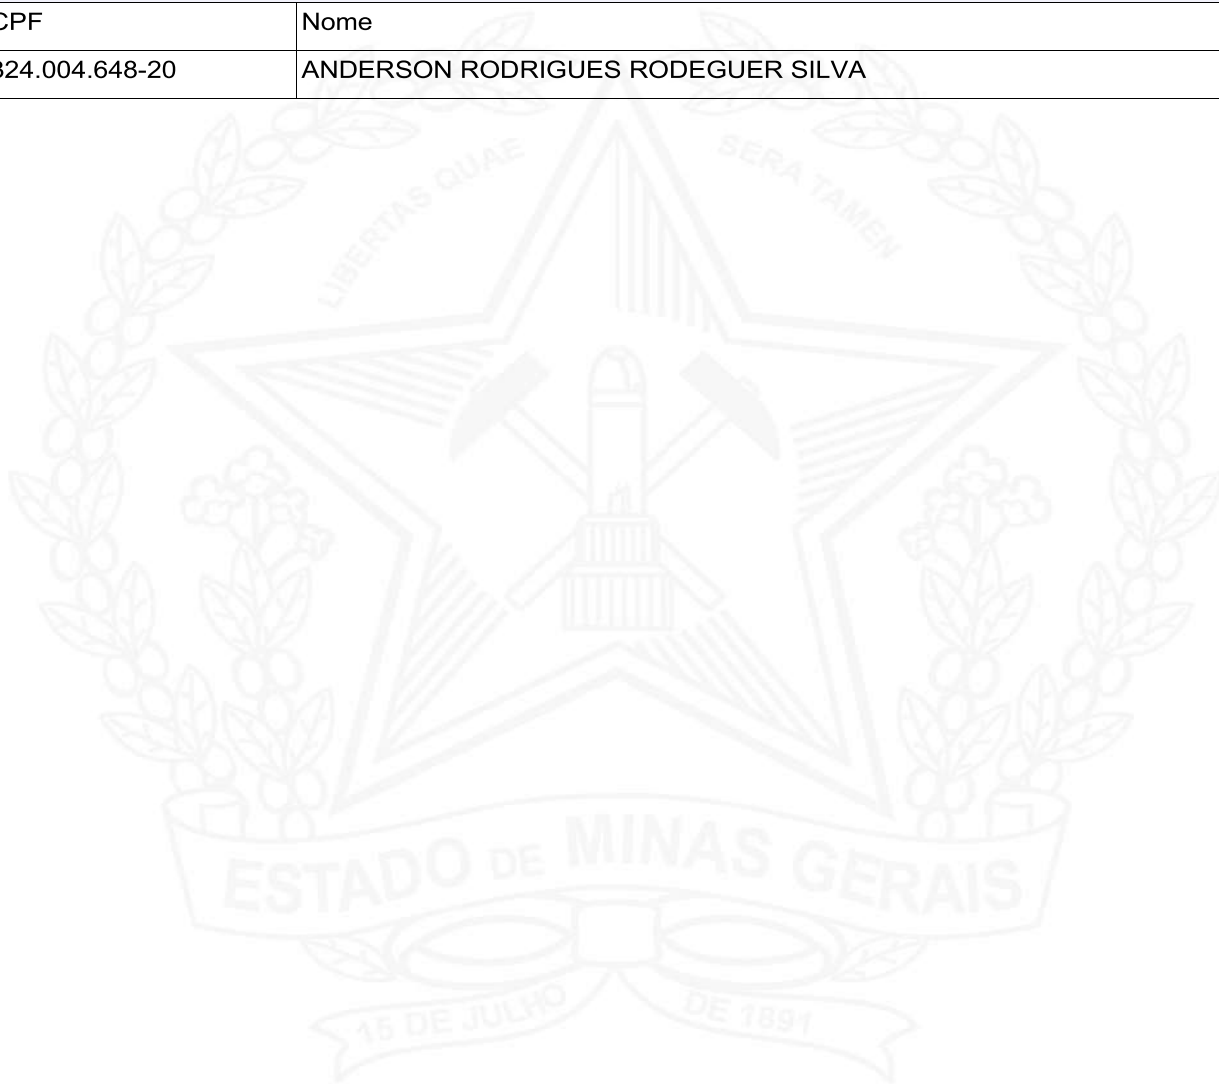 CPF Nome
324.004.648-20 ANDERSON RODRIGUES RODEGUER SILVA
LIBERTAS QUAE SERA TAMEN
ESTADO DE MINAS GERAIS
15 DE JULHO DE 1891